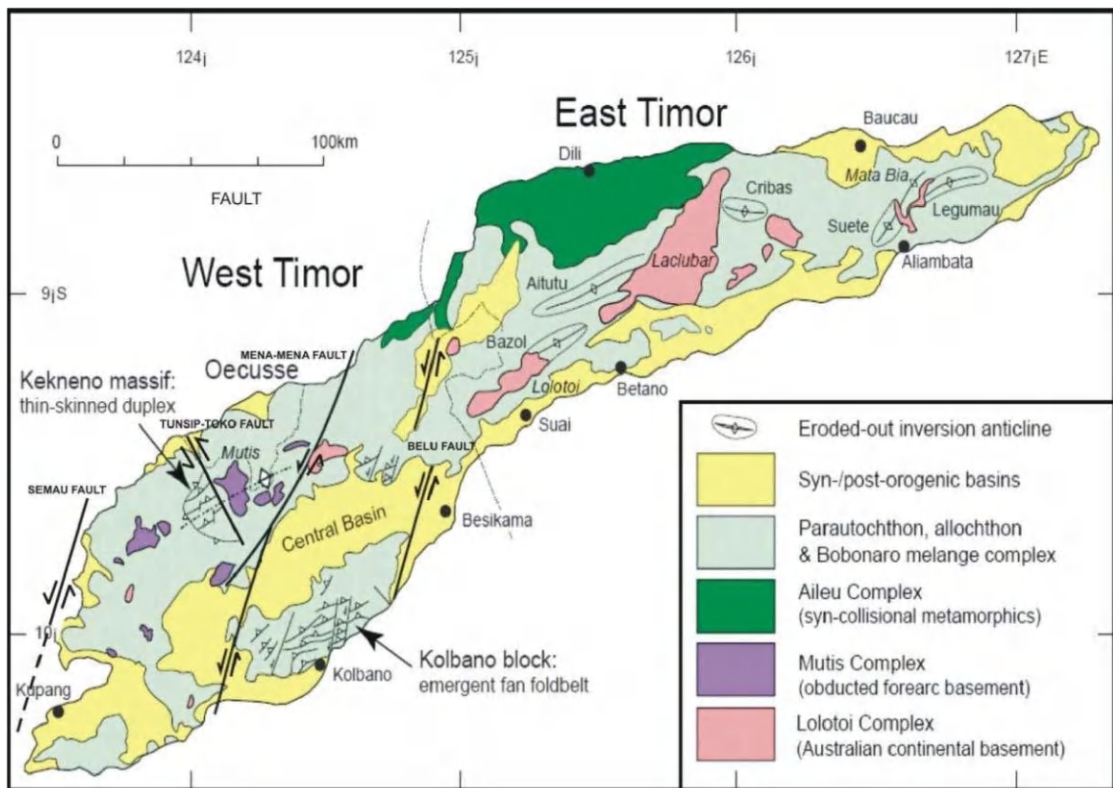 124¡
125¡
126¡
127¡E
0
100km
FAULT
East Timor
Baucau
Dili
Mata Bia
Cribas
Legumau
Suete
Laclubar
Aliambata
West Timor
Aitutu
9¡S
Bazol
MENA-MENA FAULT
Oecusse
Kekneno massif:
thin-skinned duplex
Lolotoi
Betano
Suai
TUNSIP-TOKO FAULT
Mutis
BELU FAULT
SEMAU FAULT
Central Basin
Besikama
10¡
Kolbano
Kolbano block:
emergent fan foldbelt
Kupang
Eroded-out inversion anticline
Syn-/post-orogenic basins
Parautochthon, allochthon
& Bobonaro melange complex
Aileu Complex
(syn-collisional metamorphics)
Mutis Complex
(obducted forearc basement)
Lolotoi Complex
(Australian continental basement)